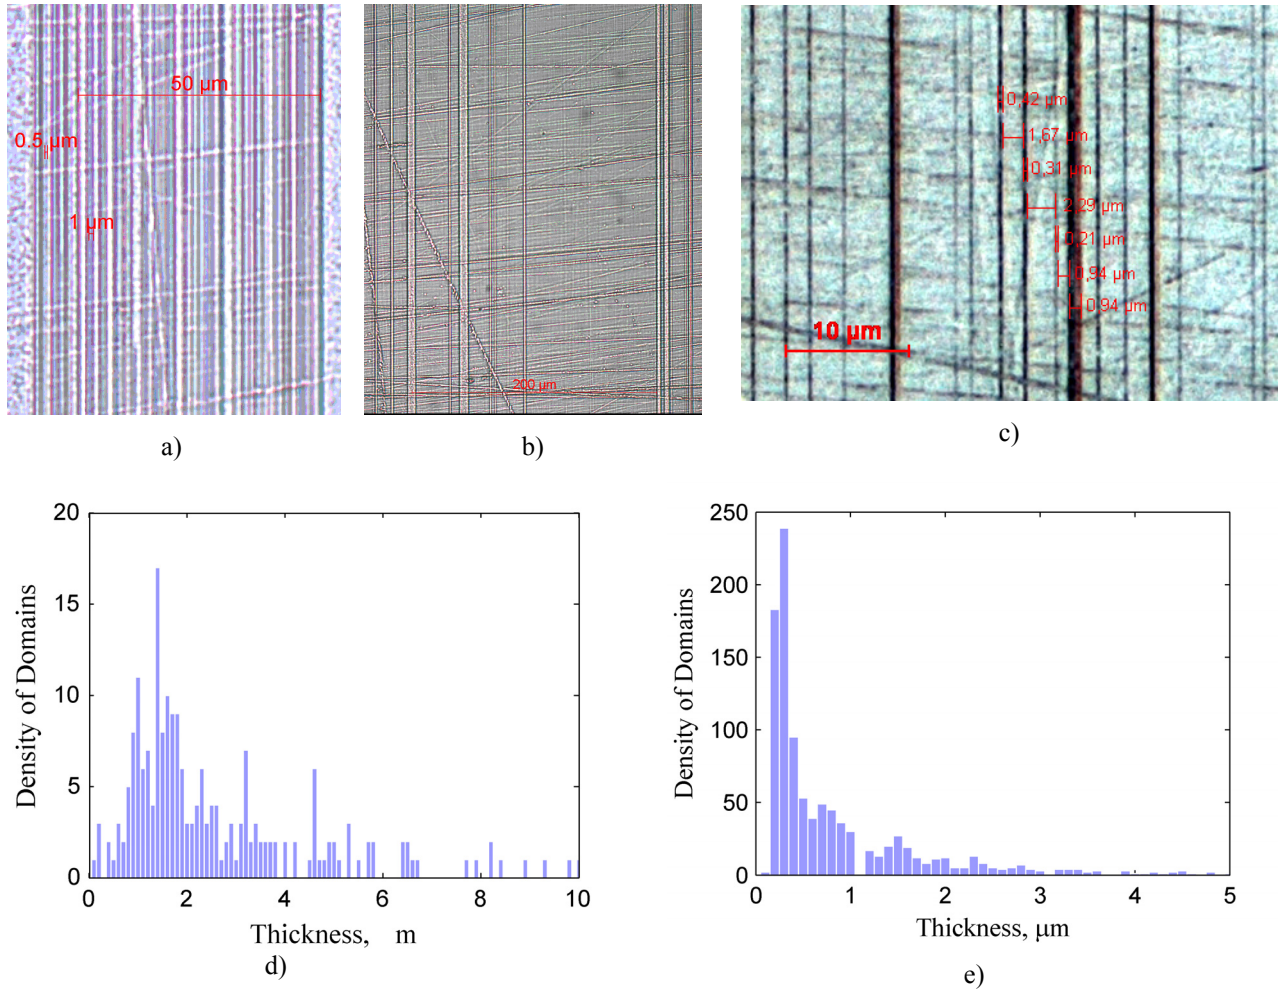 50 µm
0.5 µm
1 µm
a)
200 µm
b)
0,42 µm
1,67 µm
0,31 µm
2,29 µm
0,21 µm
0,94 µm
0,94 µm
10 µm
c)
20
15
10
5
0
Density of Domains
0 2 4 6 8 10
Thickness, m
d)
250
200
150
100
50
0
Density of Domains
0 1 2 3 4 5
Thickness, µm
e)